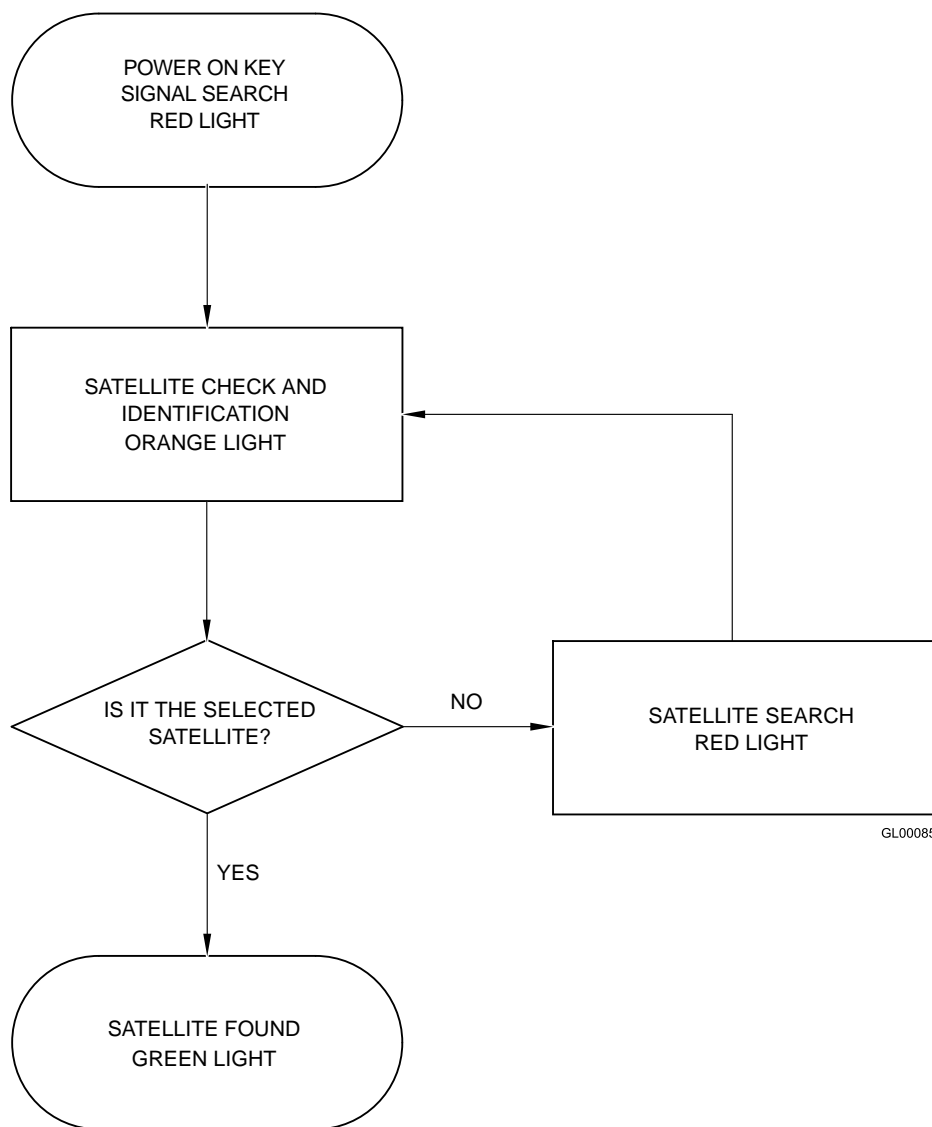 POWER ON KEY
SIGNAL SEARCH
RED LIGHT
SATELLITE CHECK AND
IDENTIFICATION
ORANGE LIGHT
IS IT THE SELECTED
SATELLITE?
NO
SATELLITE SEARCH
RED LIGHT
GL00085
YES
SATELLITE FOUND
GREEN LIGHT